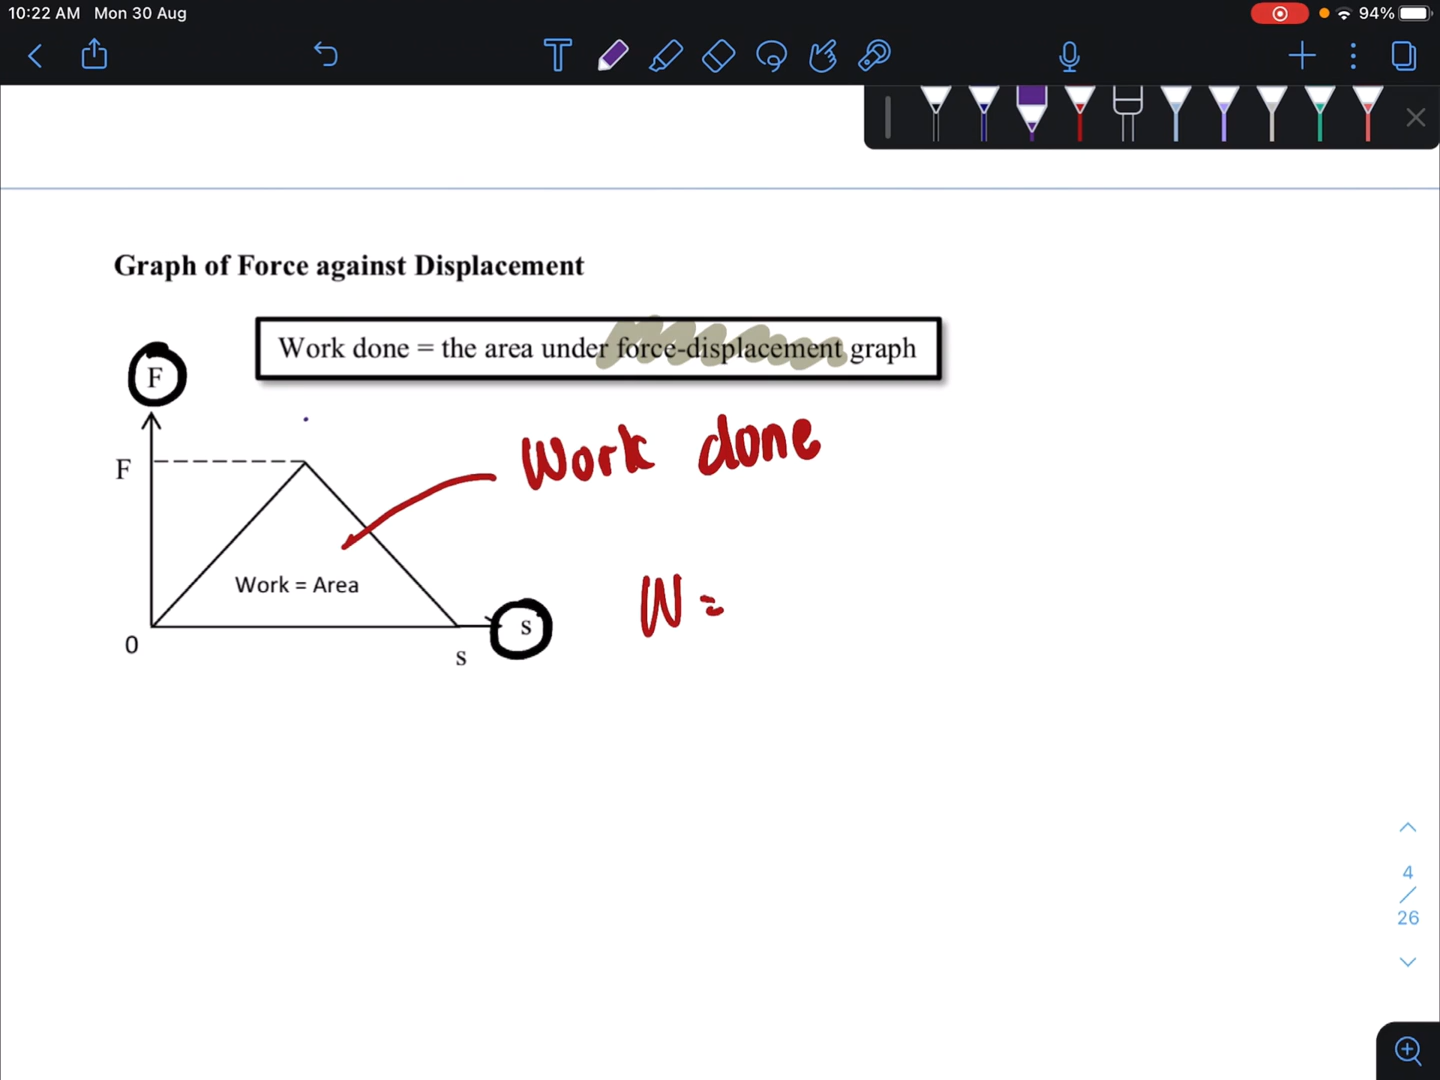 10:22 AM Mon 30 Aug
94%
T
Graph of Force against Displacement
Work done = the area under force-displacement graph
F
Work done
F
Work = Area
W =
s
0
s
4
/
26